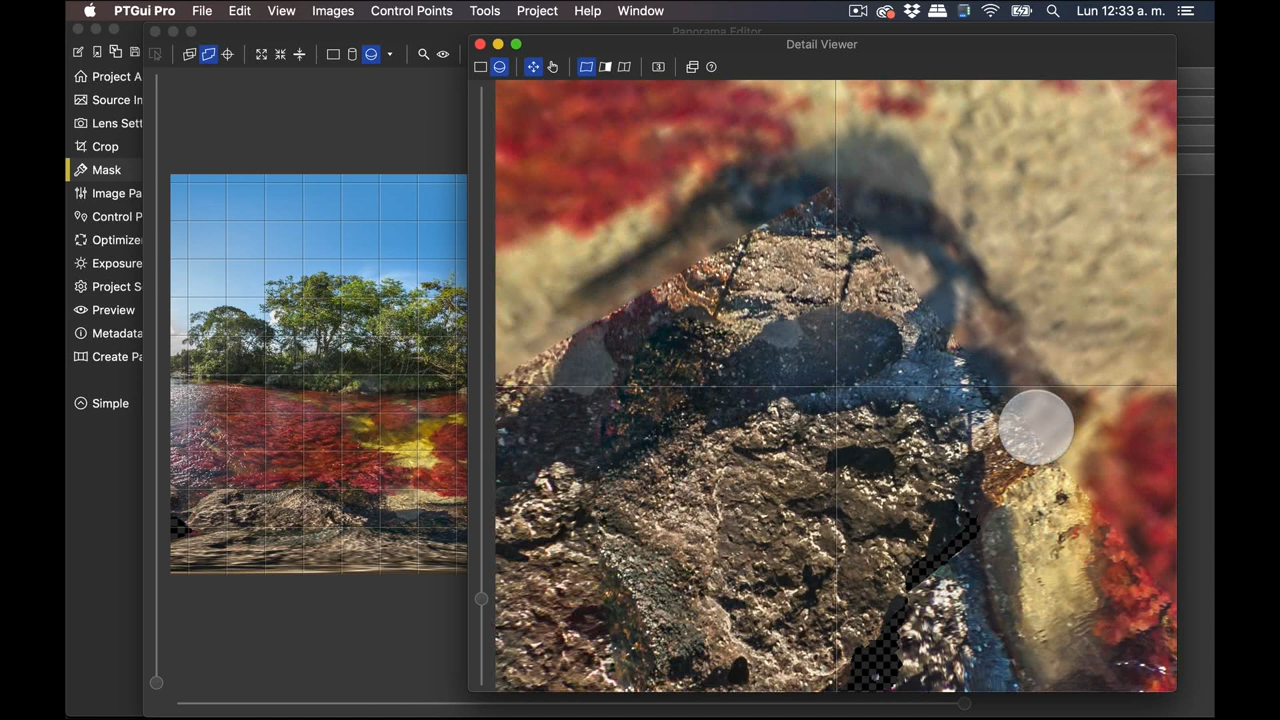 PTGui Pro File Edit View Images Control Points Tools Project Help Window Lun 12:33 a. m.
Panorama Editor
Detail Viewer
3
Project A
Source In
Lens Sett
Crop
Mask
Image Pa
Control P
Optimize
Exposure
Project S
Preview
Metadata
Create Pa
Simple